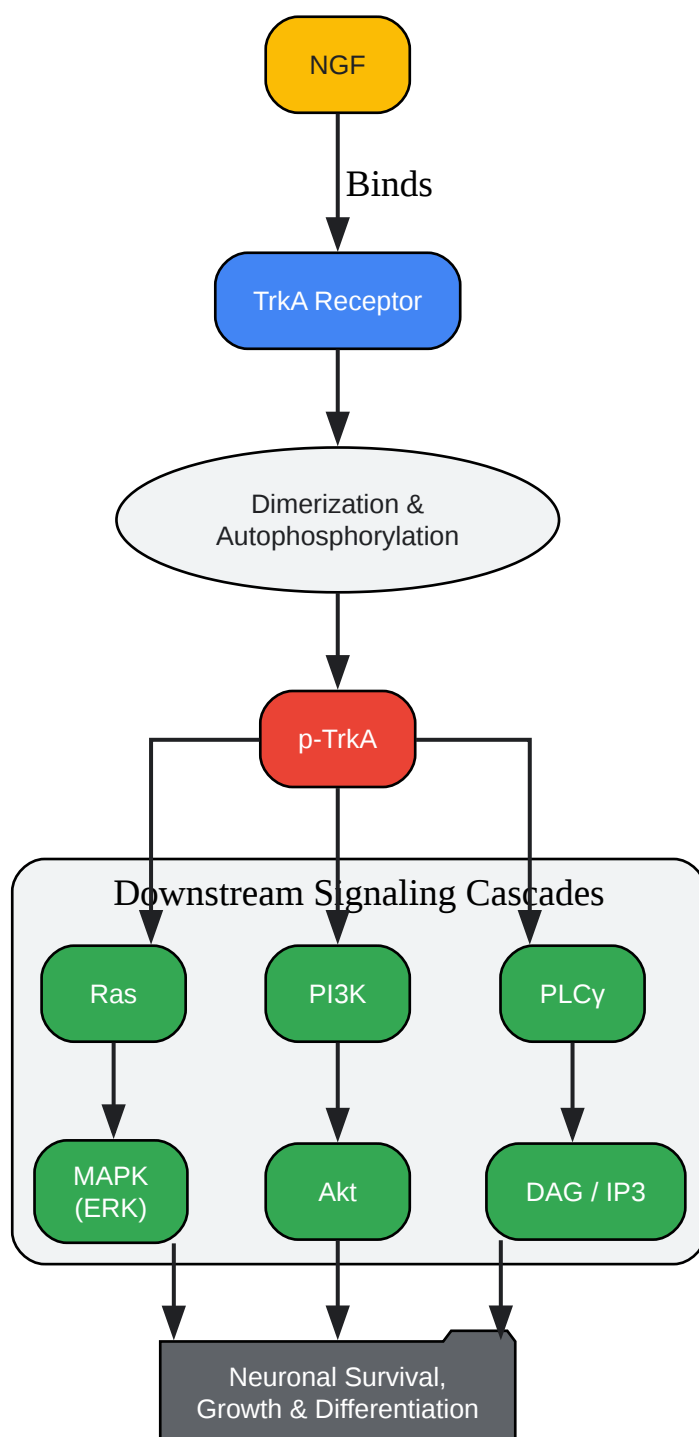 NGF
Binds
TrkA Receptor
Dimerization &
Autophosphorylation
p-TrkA
Downstream Signaling Cascades
Ras
PI3K
PLCγ
MAPK
(ERK)
Akt
DAG / IP3
Neuronal Survival,
Growth & Differentiation